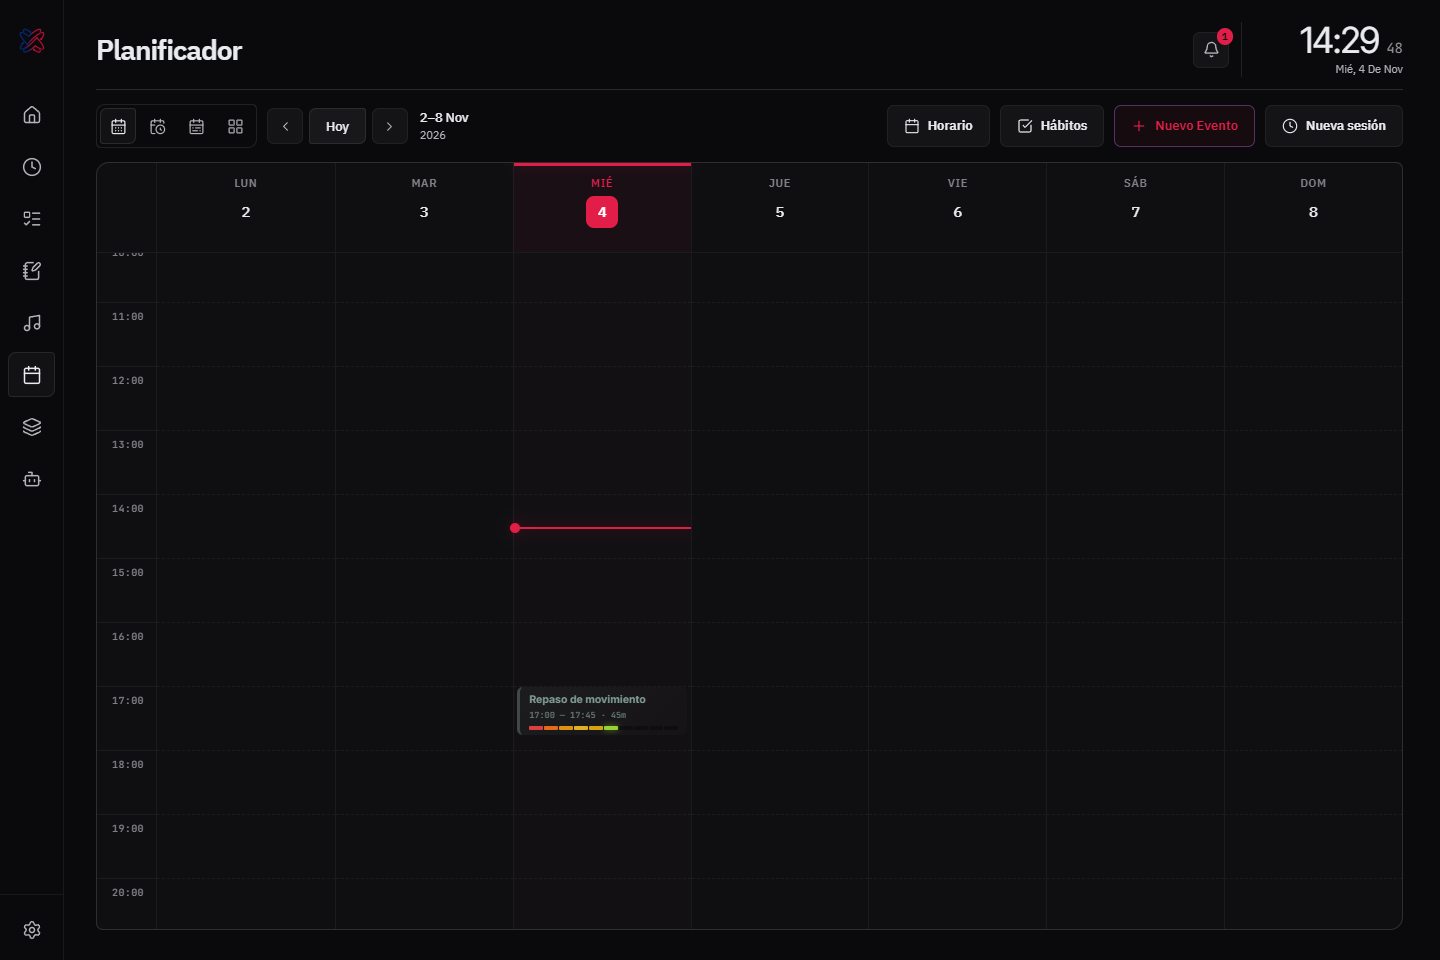 Planificador
1
14:29 48
Mié, 4 De Nov
Hoy
2–8 Nov
2026
Horario
Hábitos
Nuevo Evento
Nueva sesión
LUN
2
MAR
3
MIÉ
4
JUE
5
VIE
6
SÁB
7
DOM
8
10:00
11:00
12:00
13:00
14:00
15:00
16:00
17:00
Repaso de movimiento
17:00 — 17:45 · 45m
18:00
19:00
20:00